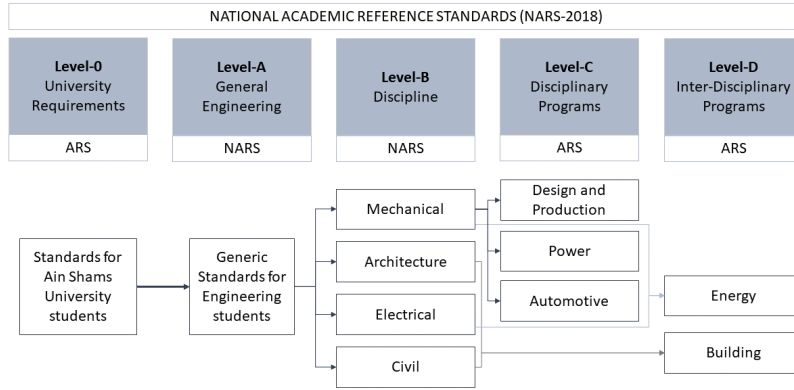 NATIONAL ACADEMIC REFERENCE STANDARDS (NARS-2018)
Level-0
University
Requirements
ARS
Level-A
General
Engineering
NARS
Level-B
Discipline
NARS
Level-C
Disciplinary
Programs
ARS
Level-D
Inter-Disciplinary
Programs
ARS
Standards for
Ain Shams
University
students
Generic
Standards for
Engineering
students
Mechanical
Architecture
Electrical
Civil
Design and
Production
Power
Automotive
Energy
Building